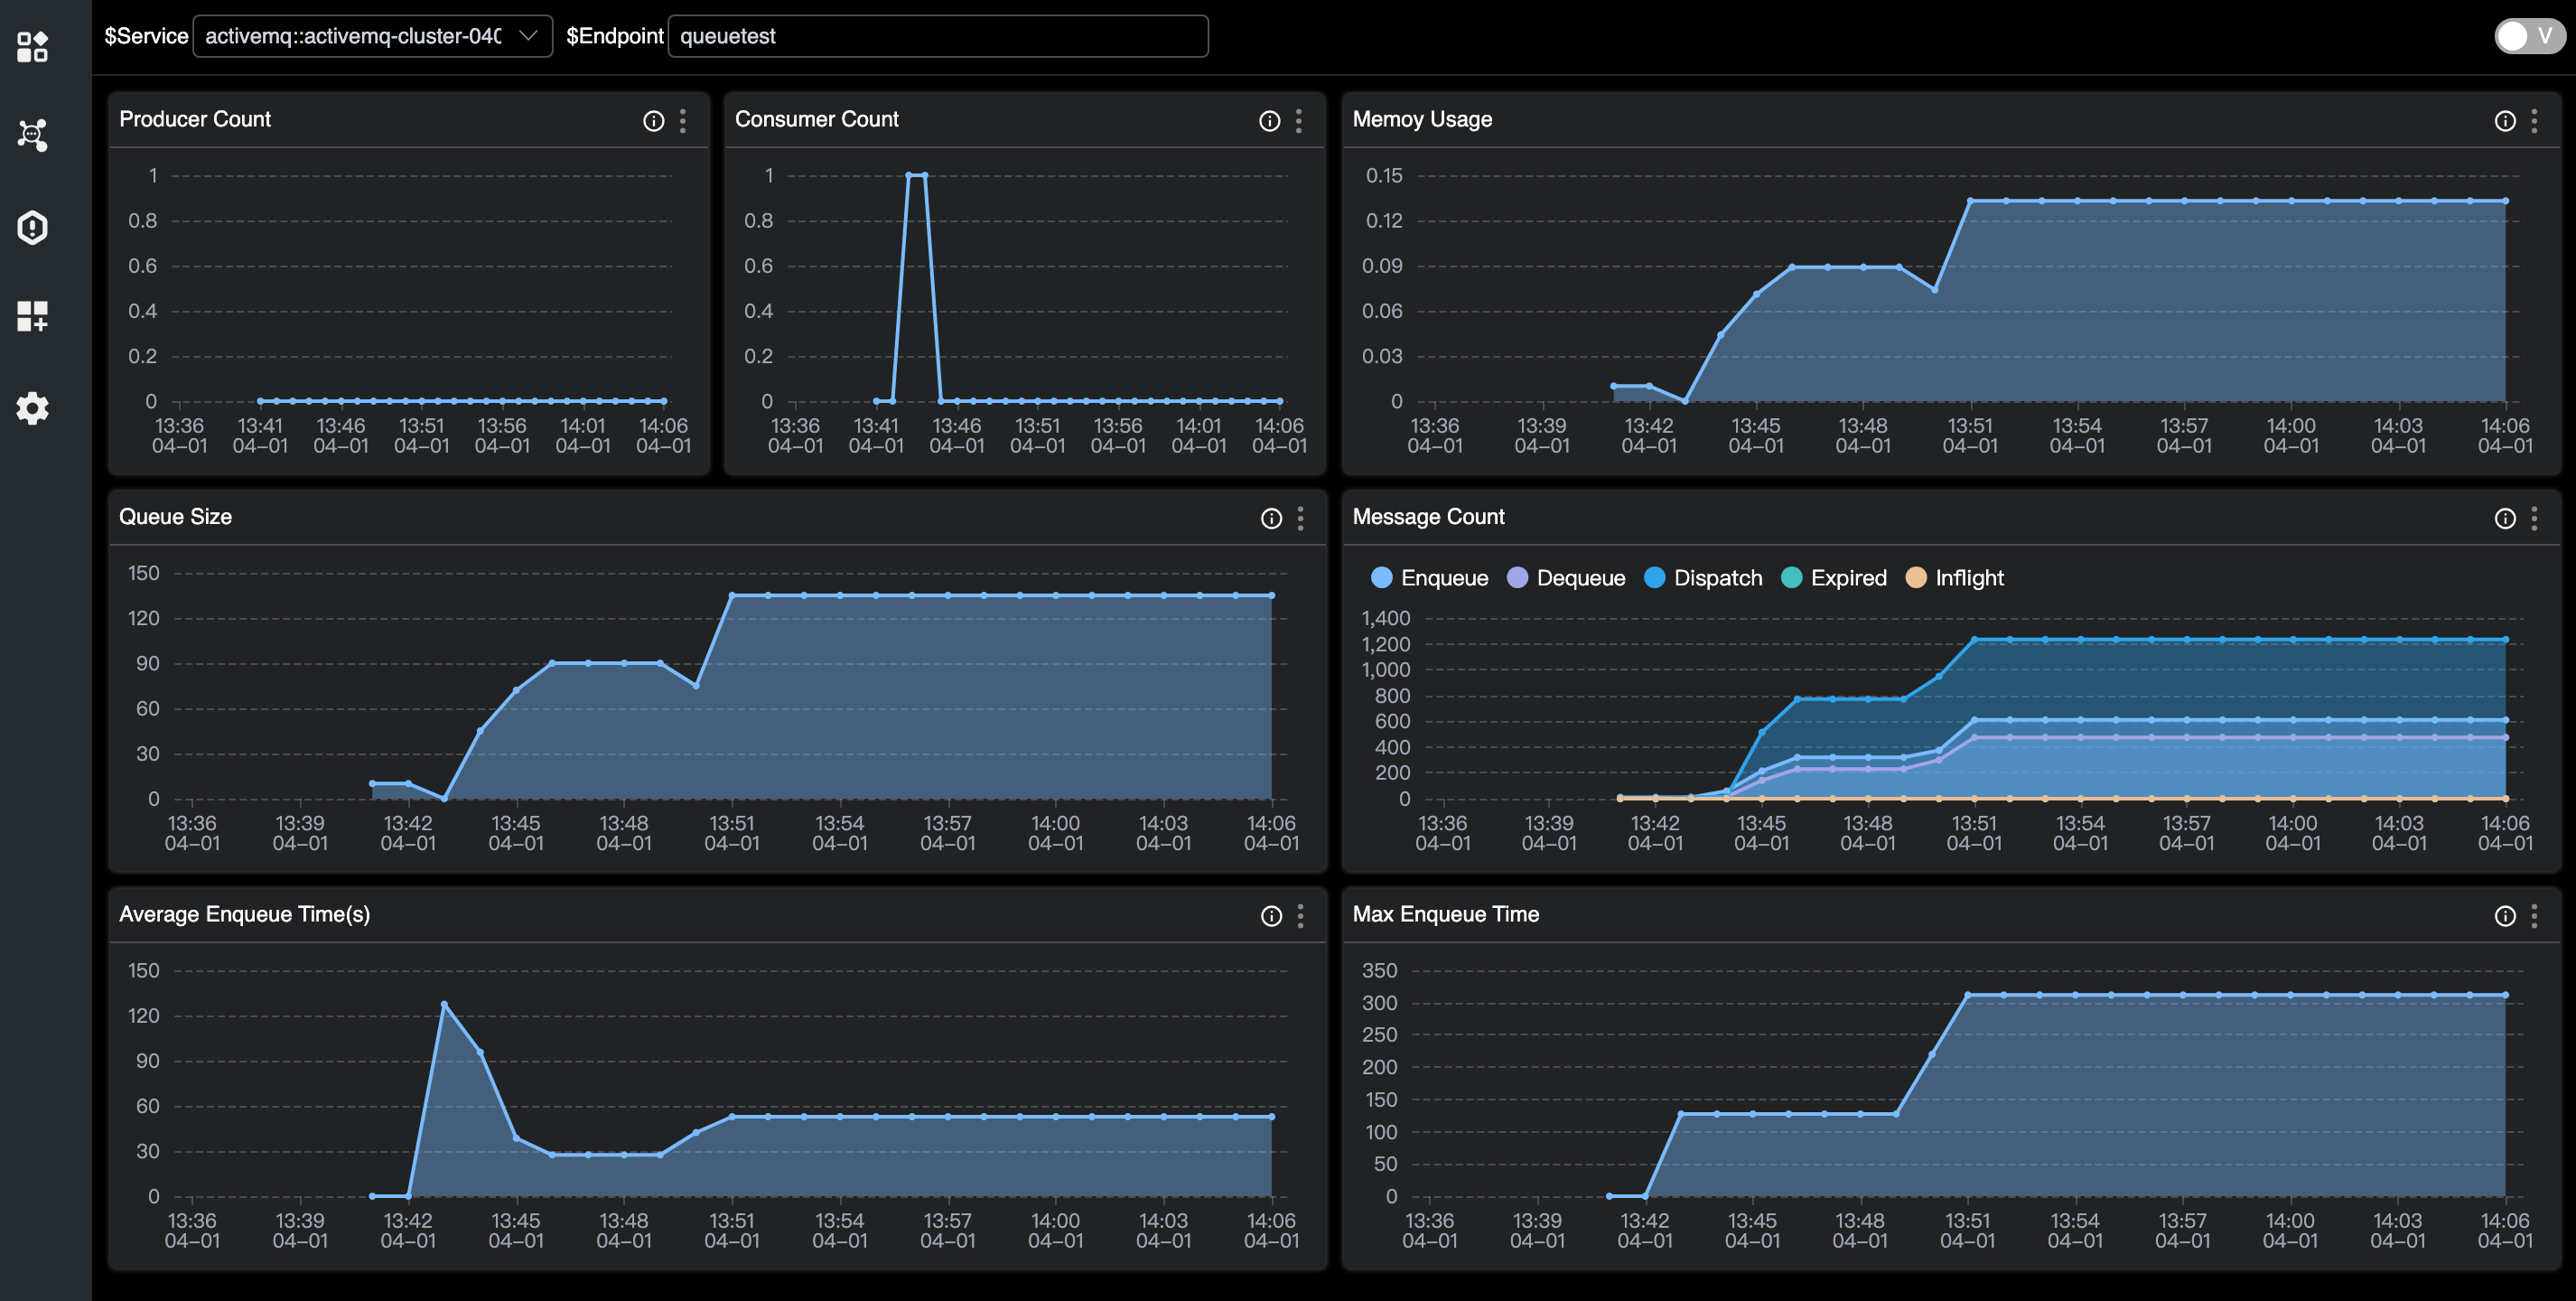 $Service activemq::activemq-cluster-040 $Endpoint queuetest V
Producer Count
1
0.8
0.6
0.4
0.2
0
13:36 13:41 13:46 13:51 13:56 14:01 14:06
04-01 04-01 04-01 04-01 04-01 04-01 04-01
Consumer Count
1
0.8
0.6
0.4
0.2
0
13:36 13:41 13:46 13:51 13:56 14:01 14:06
04-01 04-01 04-01 04-01 04-01 04-01 04-01
Memoy Usage
0.15
0.12
0.09
0.06
0.03
0
13:36 13:39 13:42 13:45 13:48 13:51 13:54 13:57 14:00 14:03 14:06
04-01 04-01 04-01 04-01 04-01 04-01 04-01 04-01 04-01 04-01 04-01
Queue Size
150
120
90
60
30
0
13:36 13:39 13:42 13:45 13:48 13:51 13:54 13:57 14:00 14:03 14:06
04-01 04-01 04-01 04-01 04-01 04-01 04-01 04-01 04-01 04-01 04-01
Message Count
Enqueue Dequeue Dispatch Expired Inflight
1,400
1,200
1,000
800
600
400
200
0
13:36 13:39 13:42 13:45 13:48 13:51 13:54 13:57 14:00 14:03 14:06
04-01 04-01 04-01 04-01 04-01 04-01 04-01 04-01 04-01 04-01 04-01
Average Enqueue Time(s)
150
120
90
60
30
0
13:36 13:39 13:42 13:45 13:48 13:51 13:54 13:57 14:00 14:03 14:06
04-01 04-01 04-01 04-01 04-01 04-01 04-01 04-01 04-01 04-01 04-01
Max Enqueue Time
350
300
250
200
150
100
50
0
13:36 13:39 13:42 13:45 13:48 13:51 13:54 13:57 14:00 14:03 14:06
04-01 04-01 04-01 04-01 04-01 04-01 04-01 04-01 04-01 04-01 04-01